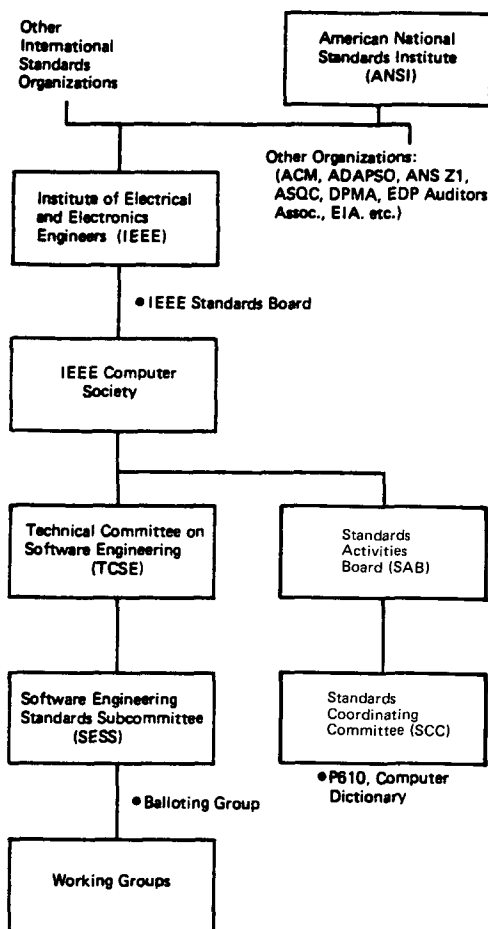 Other
International
Standards
Organizations
American National
Standards Institute
(ANSI)
Other Organizations:
(ACM, ADAPSO, ANS Z1,
ASQC, DPMA, EDP Auditors
Assoc., EIA. etc.)
Institute of Electrical
and Electronics
Engineers (IEEE)
● IEEE Standards Board
IEEE Computer
Society
Technical Committee on
Software Engineering
(TCSE)
Standards
Activities
Board (SAB)
Software Engineering
Standards Subcommittee
(SESS)
Standards
Coordinating
Committee (SCC)
● P610, Computer
Dictionary
● Balloting Group
Working Groups